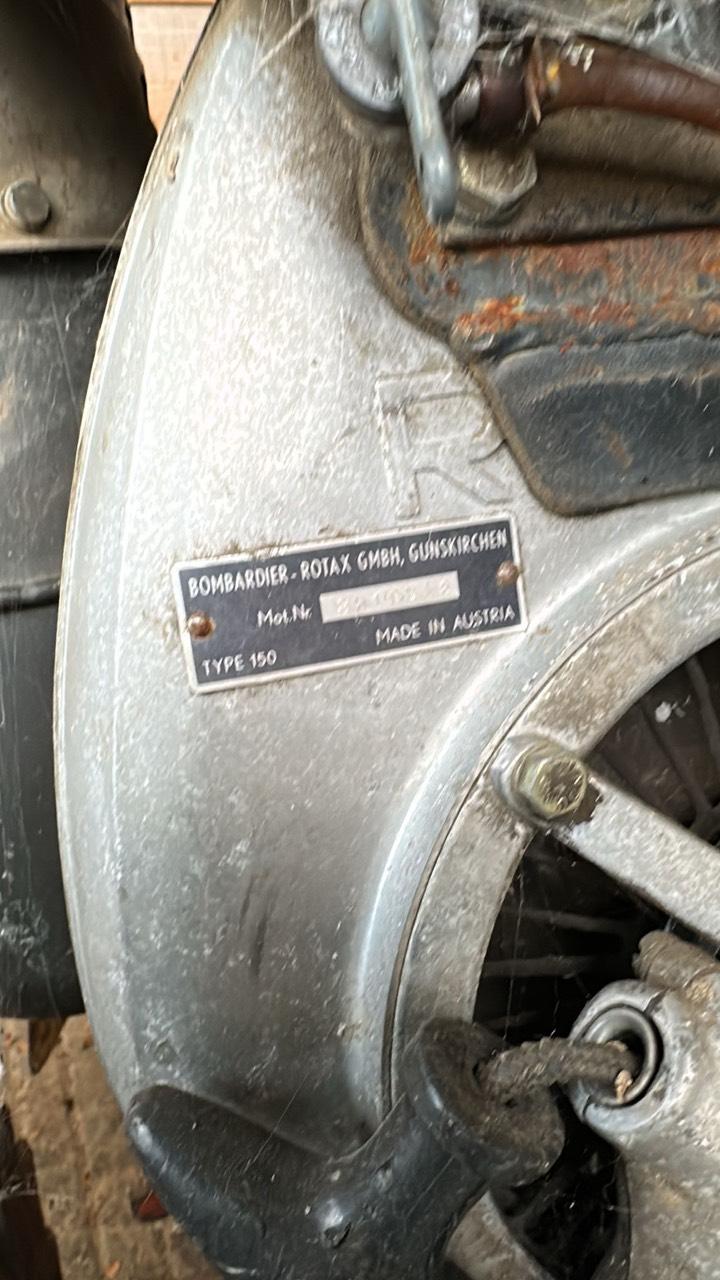 R
BOMBARDIER - ROTAX GMBH, GUNSKIRCHEN
Mot.Nr.
MADE IN AUSTRIA
TYPE 150